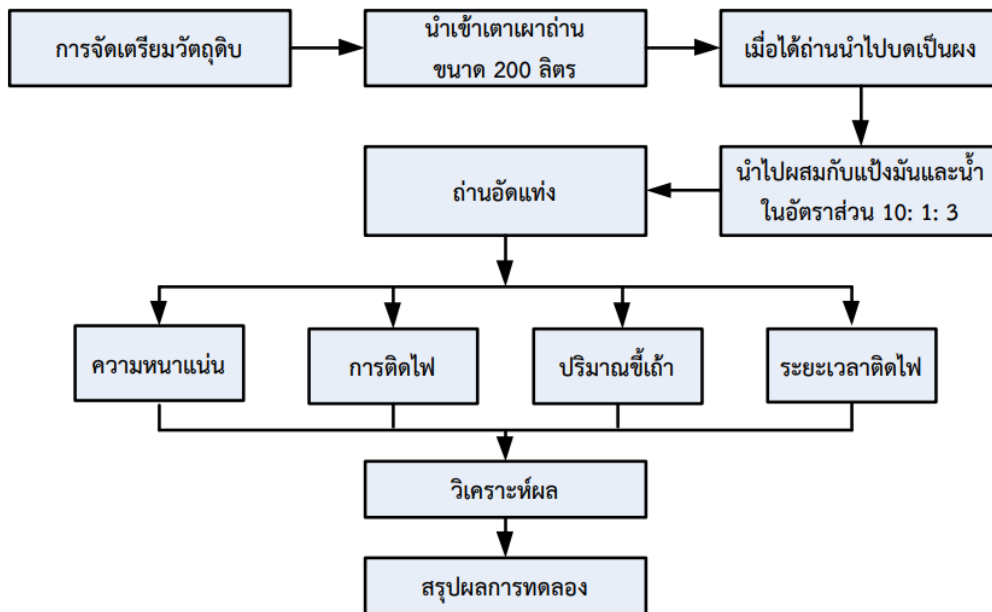 การจัดเตรียมวัตถุดิบ
นำเข้าเตาเผาถ่าน
ขนาด 200 ลิตร
เมื่อได้ถ่านนำไปบดเป็นผง
นำไปผสมกับแป้งมันและน้ำ
ในอัตราส่วน 10: 1: 3
ถ่านอัดแท่ง
ความหนาแน่น
การติดไฟ
ปริมาณขี้เถ้า
ระยะเวลาติดไฟ
วิเคราะห์ผล
สรุปผลการทดลอง